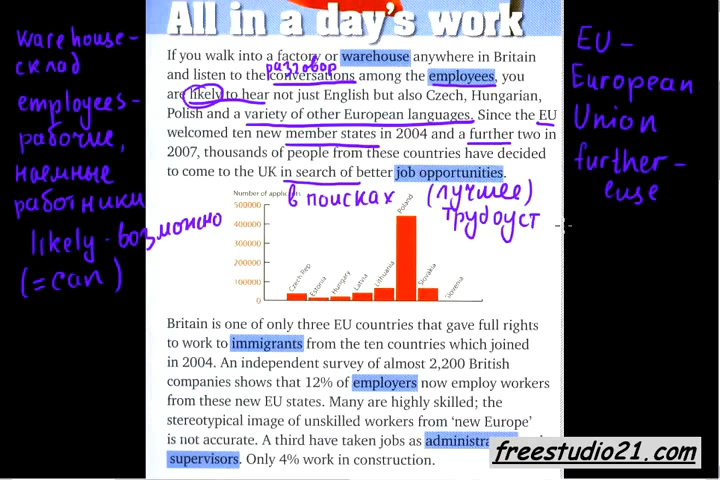 All in a day's work
If you walk into a factory or warehouse anywhere in Britain
and listen to the conversations among the employees, you
are likely to hear not just English but also Czech, Hungarian,
Polish and a variety of other European languages. Since the EU
welcomed ten new member states in 2004 and a further two in
2007, thousands of people from these countries have decided
to come to the UK in search of better job opportunities.
warehouse-
склад
employees-
рабочие,
наемные
работники
likely - возможно
(=can)
разговор
в поисках
(лучшее)
трудоуст
EU -
European
Union
further -
еще
Number of applic
500000
400000
300000
200000
100000
0
Czech Rep
Estonia
Hungary
Latvia
Lithuania
Poland
Slovakia
Slovenia
Britain is one of only three EU countries that gave full rights
to work to immigrants from the ten countries which joined
in 2004. An independent survey of almost 2,200 British
companies shows that 12% of employers now employ workers
from these new EU states. Many are highly skilled; the
stereotypical image of unskilled workers from 'new Europe'
is not accurate. A third have taken jobs as
supervisors. Only 4% work in construction.
freestudio21.com